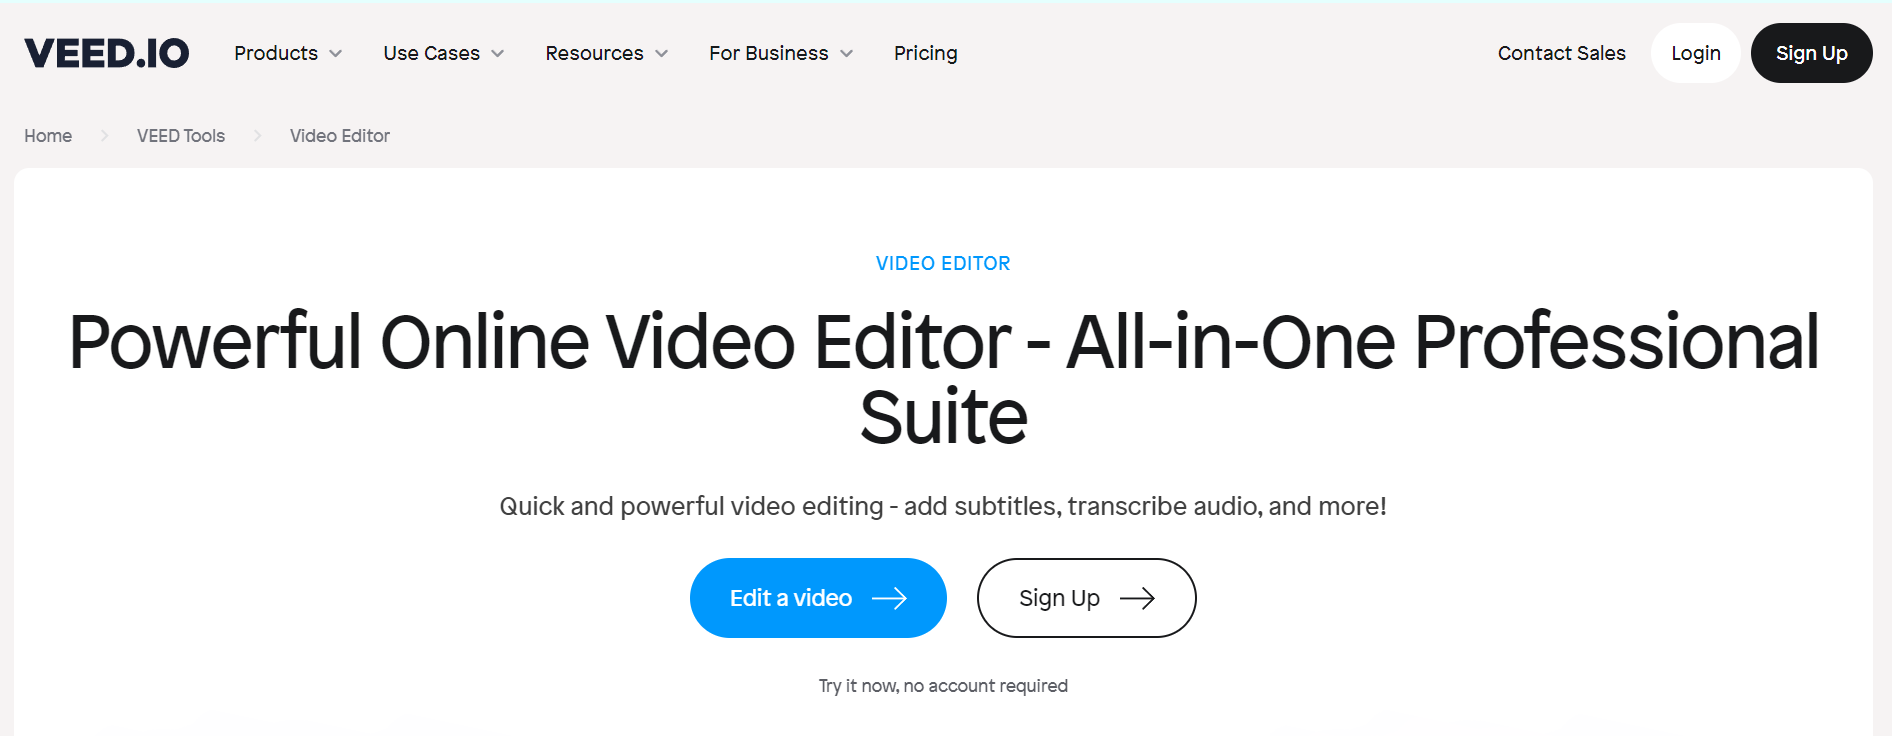 VEED.IO Products Use Cases Resources For Business Pricing Contact Sales Login Sign Up
Home VEED Tools Video Editor
VIDEO EDITOR
Powerful Online Video Editor - All-in-One Professional
Suite
Quick and powerful video editing - add subtitles, transcribe audio, and more!
Edit a video Sign Up
Try it now, no account required